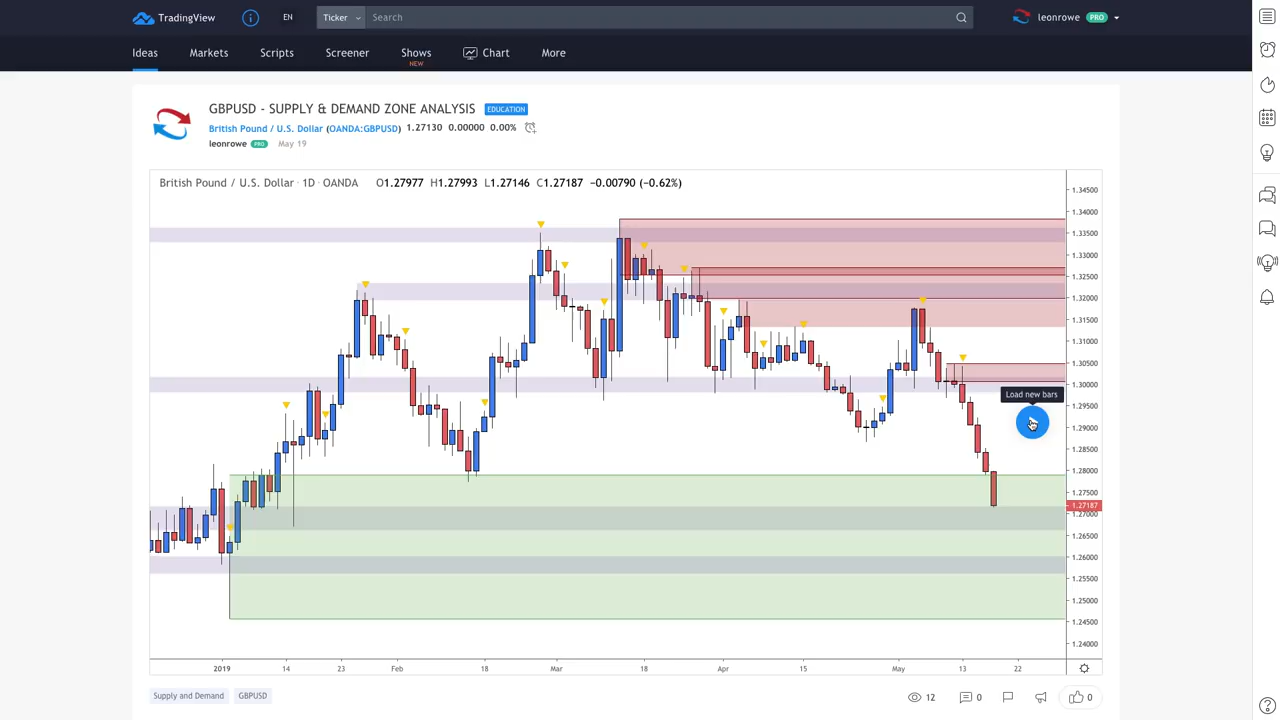 TradingView
EN
Ticker
Search
leonrowe PRO
Ideas
Markets
Scripts
Screener
Shows
NEW
Chart
More
GBPUSD - SUPPLY & DEMAND ZONE ANALYSIS EDUCATION
British Pound / U.S. Dollar (OANDA:GBPUSD) 1.27130 0.00000 0.00%
leonrowe PRO May 19
British Pound / U.S. Dollar · 1D · OANDA O1.27977 H1.27993 L1.27146 C1.27187 −0.00790 (−0.62%)
1.34500
1.34000
1.33500
1.33000
1.32500
1.32000
1.31500
1.31000
1.30500
1.30000
Load new bars
1.29500
1.29000
1.28500
1.28000
1.27500
1.27187
1.27000
1.26500
1.26000
1.25500
1.25000
1.24500
1.24000
2019 14 23 Feb 18 Mar 18 Apr 15 May 13 22
Supply and Demand GBPUSD
12 0 0